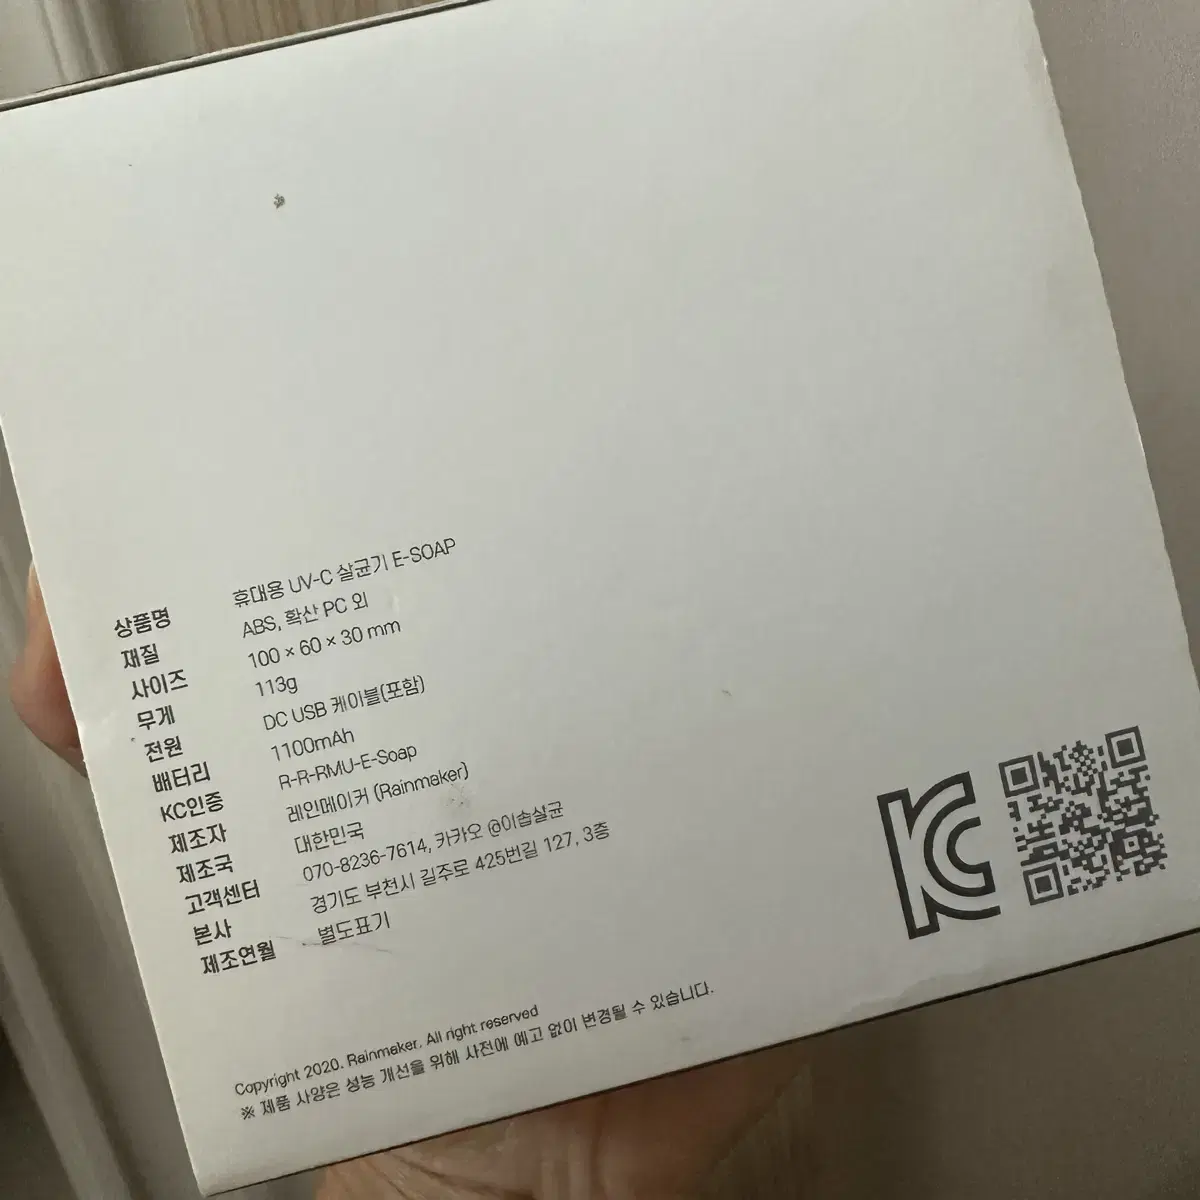 상품명 휴대용 UV-C 살균기 E-SOAP
재질 ABS, 확산 PC 외
사이즈 100 × 60 × 30 mm
무게 113g
전원 DC USB 케이블(포함)
배터리 1100mAh
KC인증 R-R-RMU-E-Soap
제조자 레인메이커 (Rainmaker)
제조국 대한민국
고객센터 070-8236-7614, 카카오 @이솝살균
본사 경기도 부천시 길주로 425번길 127, 3층
제조연월 별도표기
KC
Copyright 2020. Rainmaker. All right reserved
※ 제품 사양은 성능 개선을 위해 사전에 예고 없이 변경될 수 있습니다.